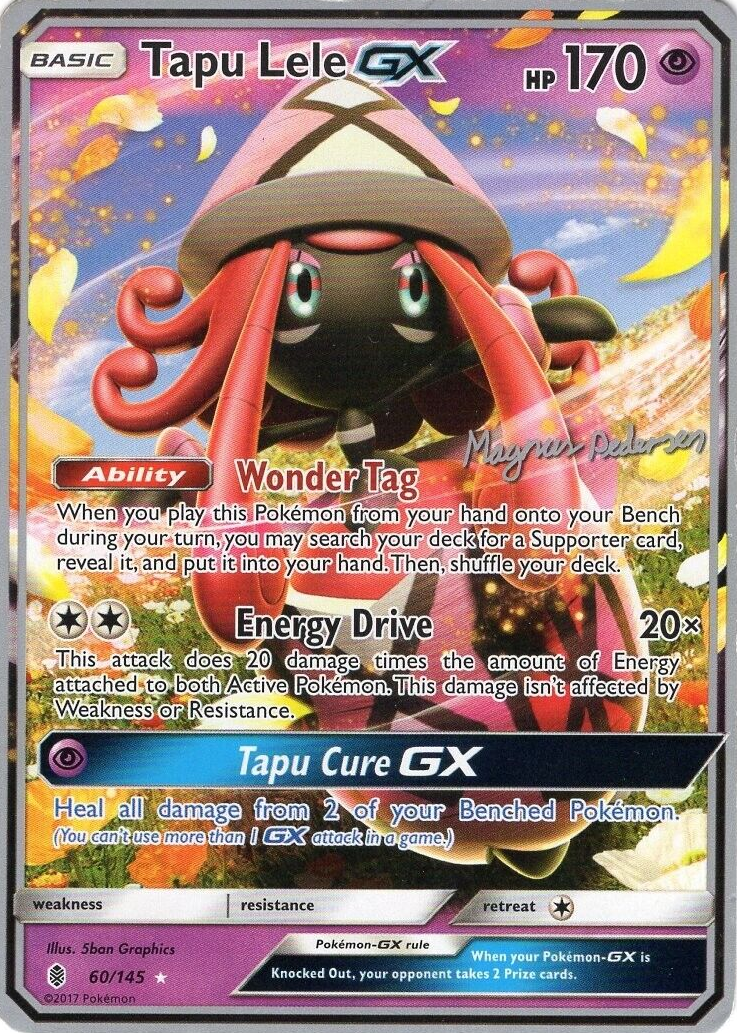 BASIC Tapu Lele GX HP 170
Magnus Pedersen
Ability Wonder Tag
When you play this Pokémon from your hand onto your Bench
during your turn, you may search your deck for a Supporter card,
reveal it, and put it into your hand. Then, shuffle your deck.
Energy Drive 20×
This attack does 20 damage times the amount of Energy
attached to both Active Pokémon. This damage isn't affected by
Weakness or Resistance.
Tapu Cure GX
Heal all damage from 2 of your Benched Pokémon.
(You can't use more than 1 GX attack in a game.)
weakness resistance retreat
Illus. 5ban Graphics
60/145
©2017 Pokémon
Pokémon-GX rule
When your Pokémon-GX is
Knocked Out, your opponent takes 2 Prize cards.